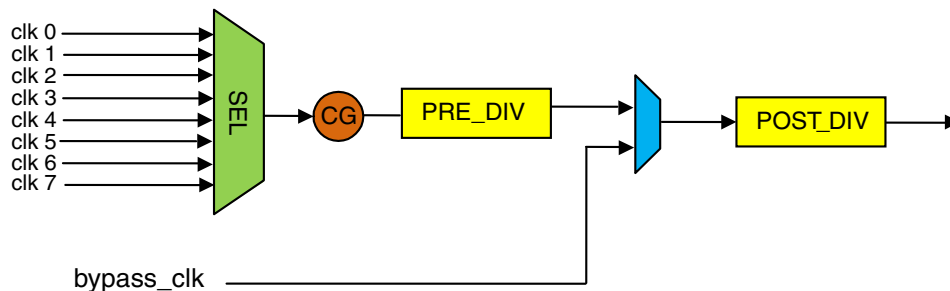 clk 0
clk 1
clk 2
clk 3
clk 4
clk 5
clk 6
clk 7
SEL
CG
PRE_DIV
POST_DIV
bypass_clk